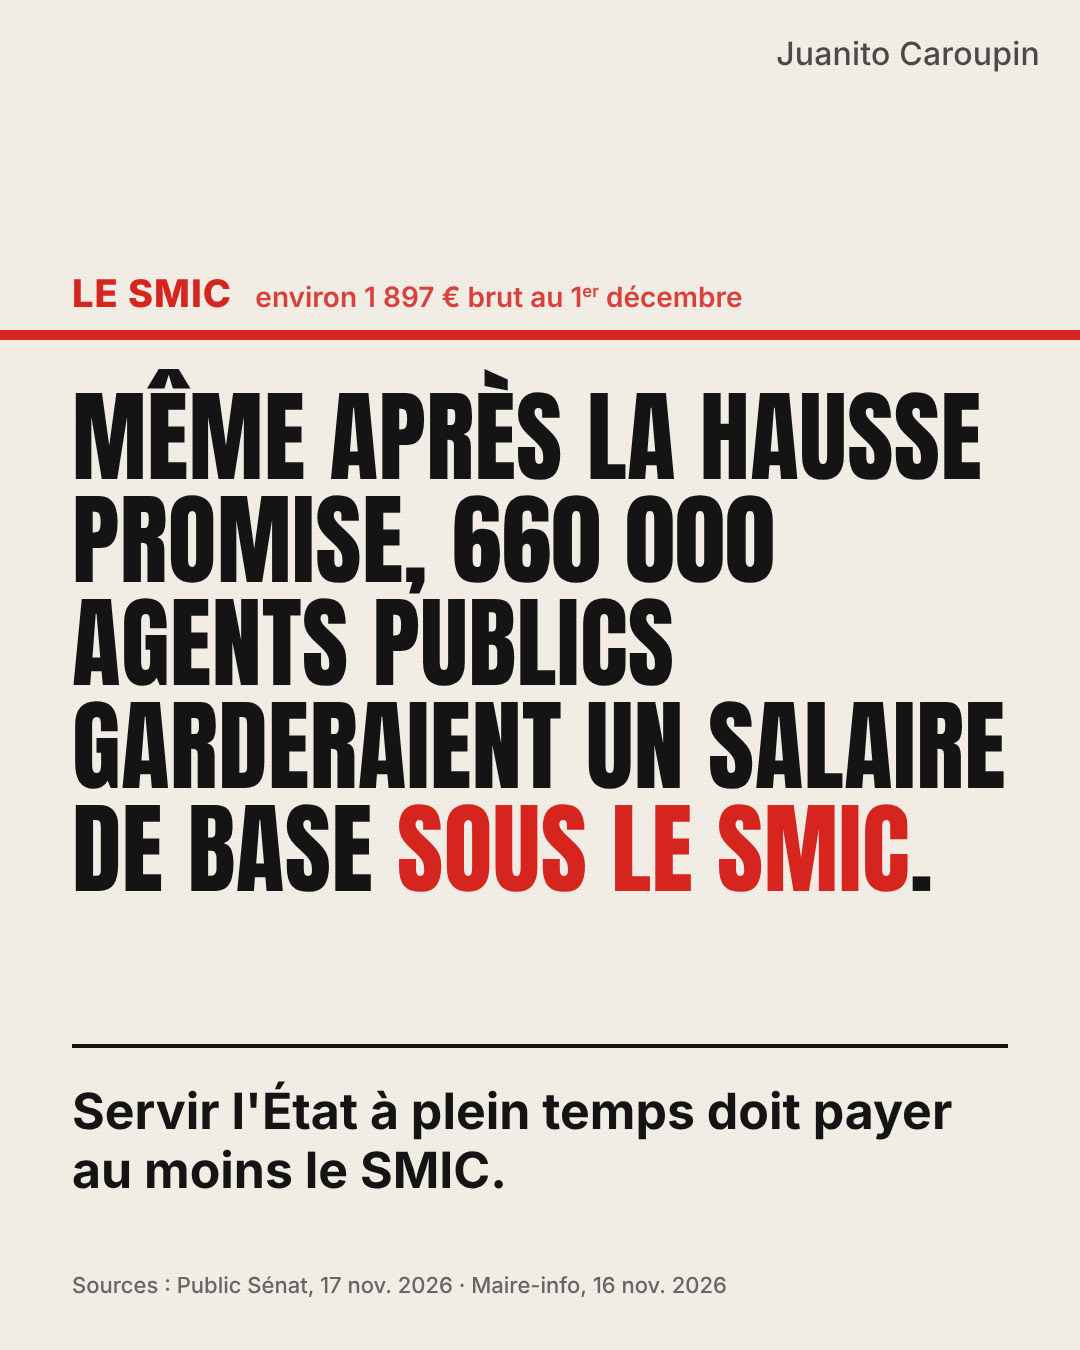 Juanito Caroupin
LE SMIC environ 1 897 € brut au 1er décembre
MÊME APRÈS LA HAUSSE
PROMISE, 660 000
AGENTS PUBLICS
GARDERAIENT UN SALAIRE
DE BASE SOUS LE SMIC.
Servir l'État à plein temps doit payer
au moins le SMIC.
Sources : Public Sénat, 17 nov. 2026 · Maire-info, 16 nov. 2026